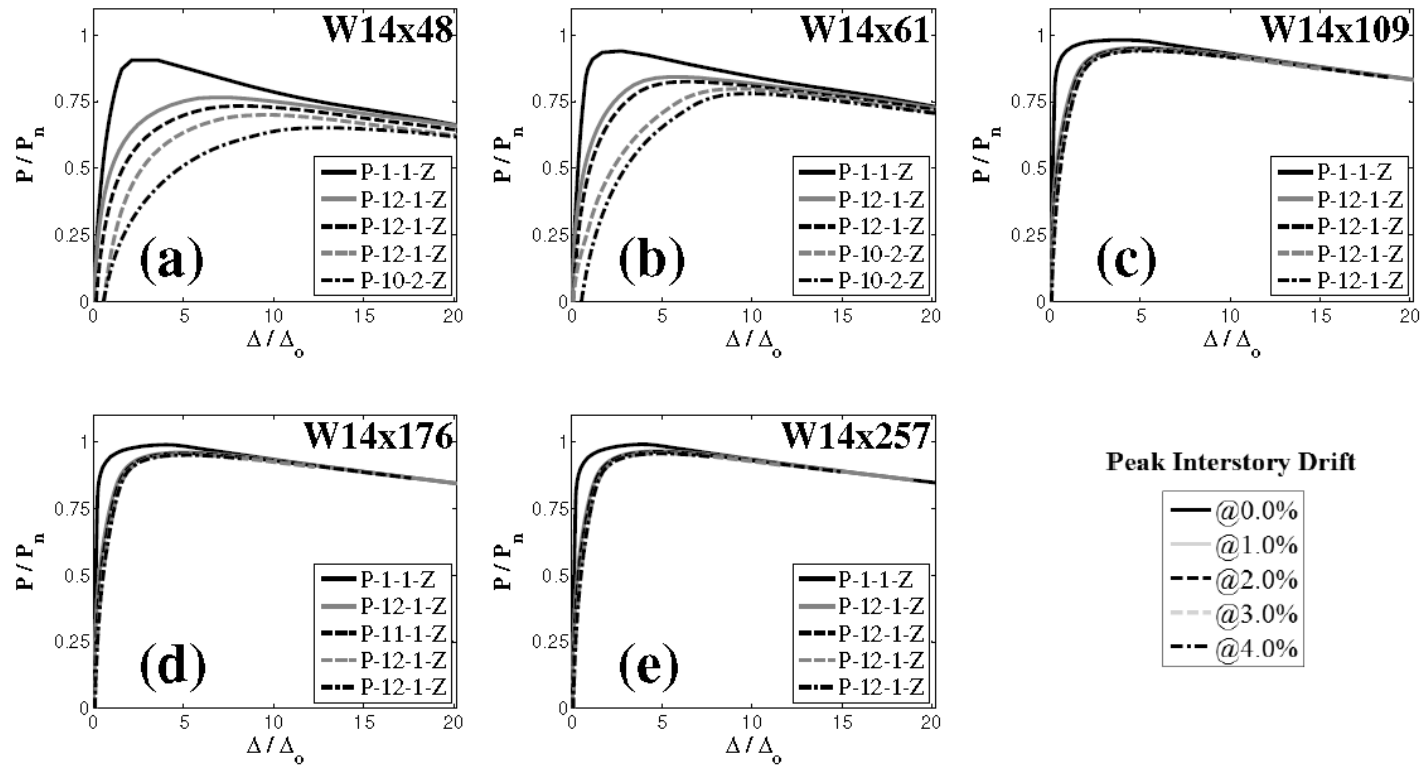 W14x48
1
0.75
0.5
0.25
0
P / Pn
0 5 10 15 20
Δ / Δo
(a)
P-1-1-Z
P-12-1-Z
P-12-1-Z
P-12-1-Z
P-10-2-Z
W14x61
1
0.75
0.5
0.25
0
P / Pn
0 5 10 15 20
Δ / Δo
(b)
P-1-1-Z
P-12-1-Z
P-12-1-Z
P-10-2-Z
P-10-2-Z
W14x109
1
0.75
0.5
0.25
0
P / Pn
0 5 10 15 20
Δ / Δo
(c)
P-1-1-Z
P-12-1-Z
P-12-1-Z
P-12-1-Z
P-12-1-Z
W14x176
1
0.75
0.5
0.25
0
P / Pn
0 5 10 15 20
Δ / Δo
(d)
P-1-1-Z
P-12-1-Z
P-11-1-Z
P-12-1-Z
P-12-1-Z
W14x257
1
0.75
0.5
0.25
0
P / Pn
0 5 10 15 20
Δ / Δo
(e)
P-1-1-Z
P-12-1-Z
P-12-1-Z
P-12-1-Z
P-12-1-Z
Peak Interstory Drift
@0.0%
@1.0%
@2.0%
@3.0%
@4.0%